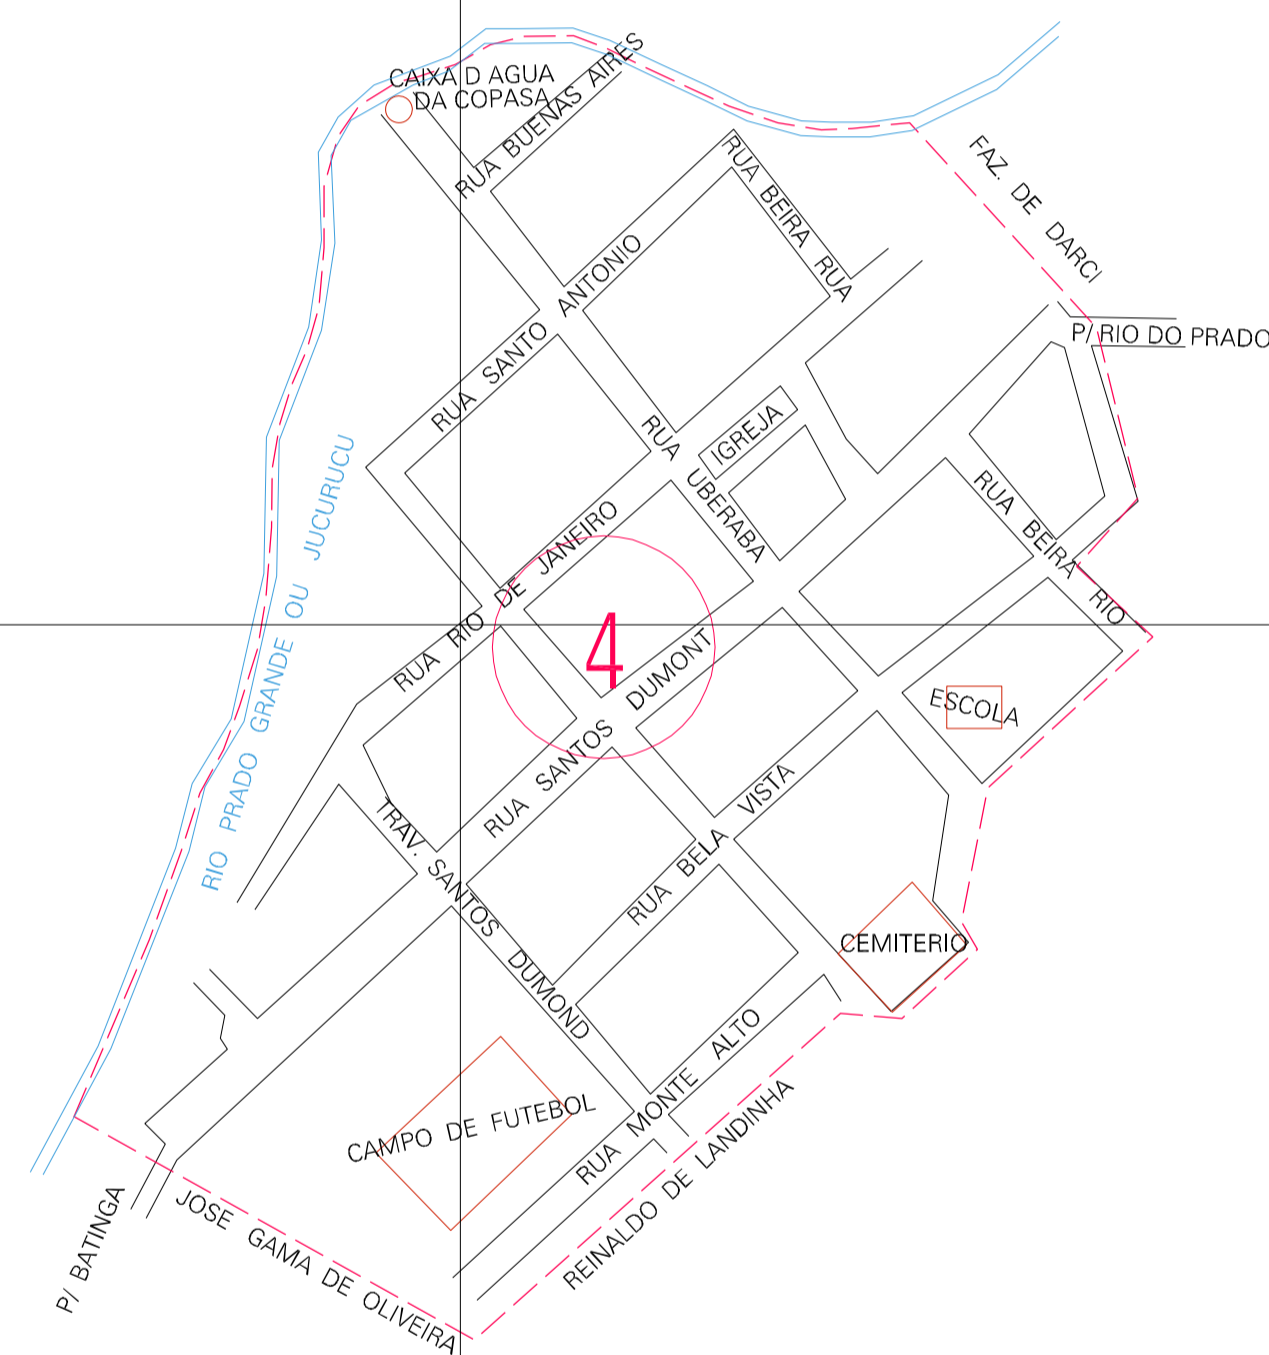 CAIXA D AGUA
DA COPASA
RUA BUENAS AIRES
RUA BEIRA RUA
FAZ. DE DARCI
RUA SANTO ANTONIO
P/ RIO DO PRADO
RUA UBERABA
IGREJA
RIO PRADO GRANDE OU JUCURUCU
RUA RIO DE JANEIRO
RUA BEIRA RIO
4
RUA SANTOS DUMONT
ESCOLA
TRAV. SANTOS DUMOND
RUA BELA VISTA
CEMITERIO
CAMPO DE FUTEBOL
RUA MONTE ALTO
REINALDO DE LANDINHA
P/ BATINGA
JOSE GAMA DE OLIVEIRA